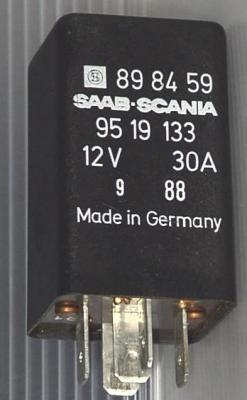 89 84 59
SAAB-SCANIA
95 19 133
12V 30A
9 88
Made in Germany